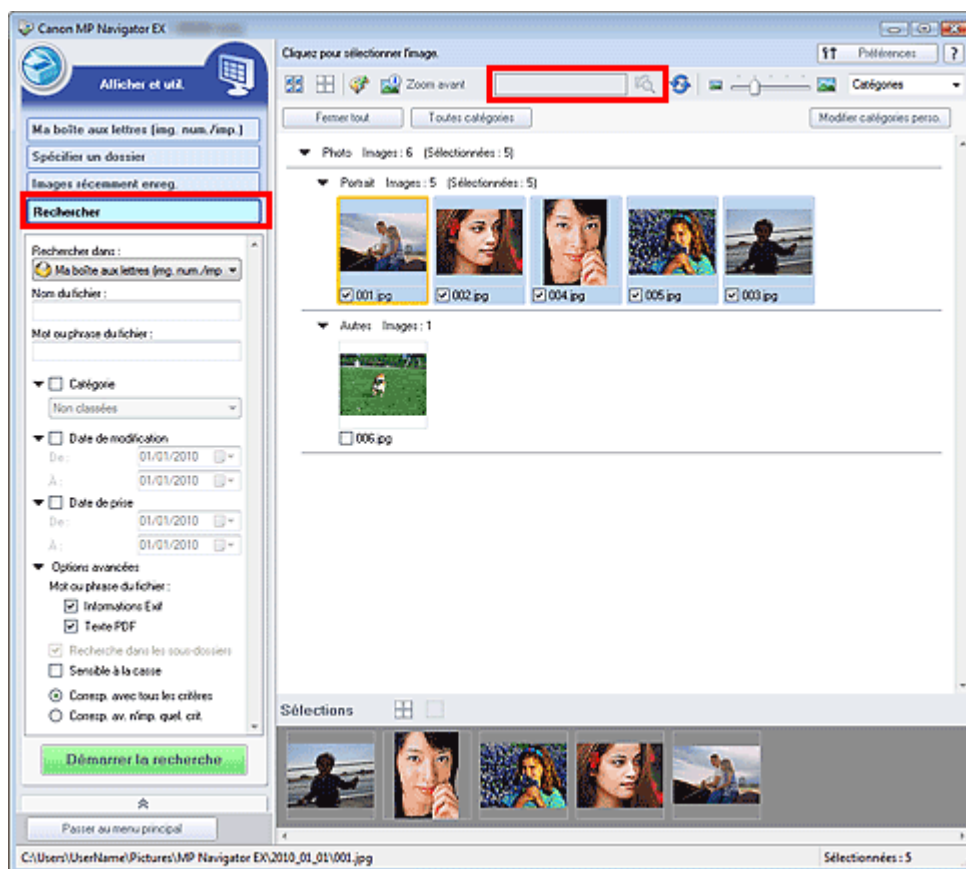 Canon MP Navigator EX
Afficher et util.
Cliquez pour sélectionner l'image.
Préférences
?
Zoom avant
Catégories
Ma boîte aux lettres (img. num./imp.)
Fermer tout
Toutes catégories
Modifier catégories perso.
Spécifier un dossier
Images récemment enreg.
Rechercher
Photo Images : 6 (Sélectionnées : 5)
Portrait Images : 5 (Sélectionnées : 5)
001.jpg
002.jpg
004.jpg
005.jpg
003.jpg
Autres Images : 1
006.jpg
Rechercher dans :
Ma boîte aux lettres (img. num./imp
Nom du fichier :
Mot ou phrase du fichier :
Catégorie
Non classées
Date de modification
De : 01/01/2010
À : 01/01/2010
Date de prise
De : 01/01/2010
À : 01/01/2010
Options avancées
Mot ou phrase du fichier :
Informations Exif
Texte PDF
Recherche dans les sous-dossiers
Sensible à la casse
Corresp. avec tous les critères
Corresp. av. n'imp. quel. crit.
Démarrer la recherche
Passer au menu principal
Sélections
C:\Users\UserName\Pictures\MP Navigator EX\2010_01_01\001.jpg
Sélectionnées : 5